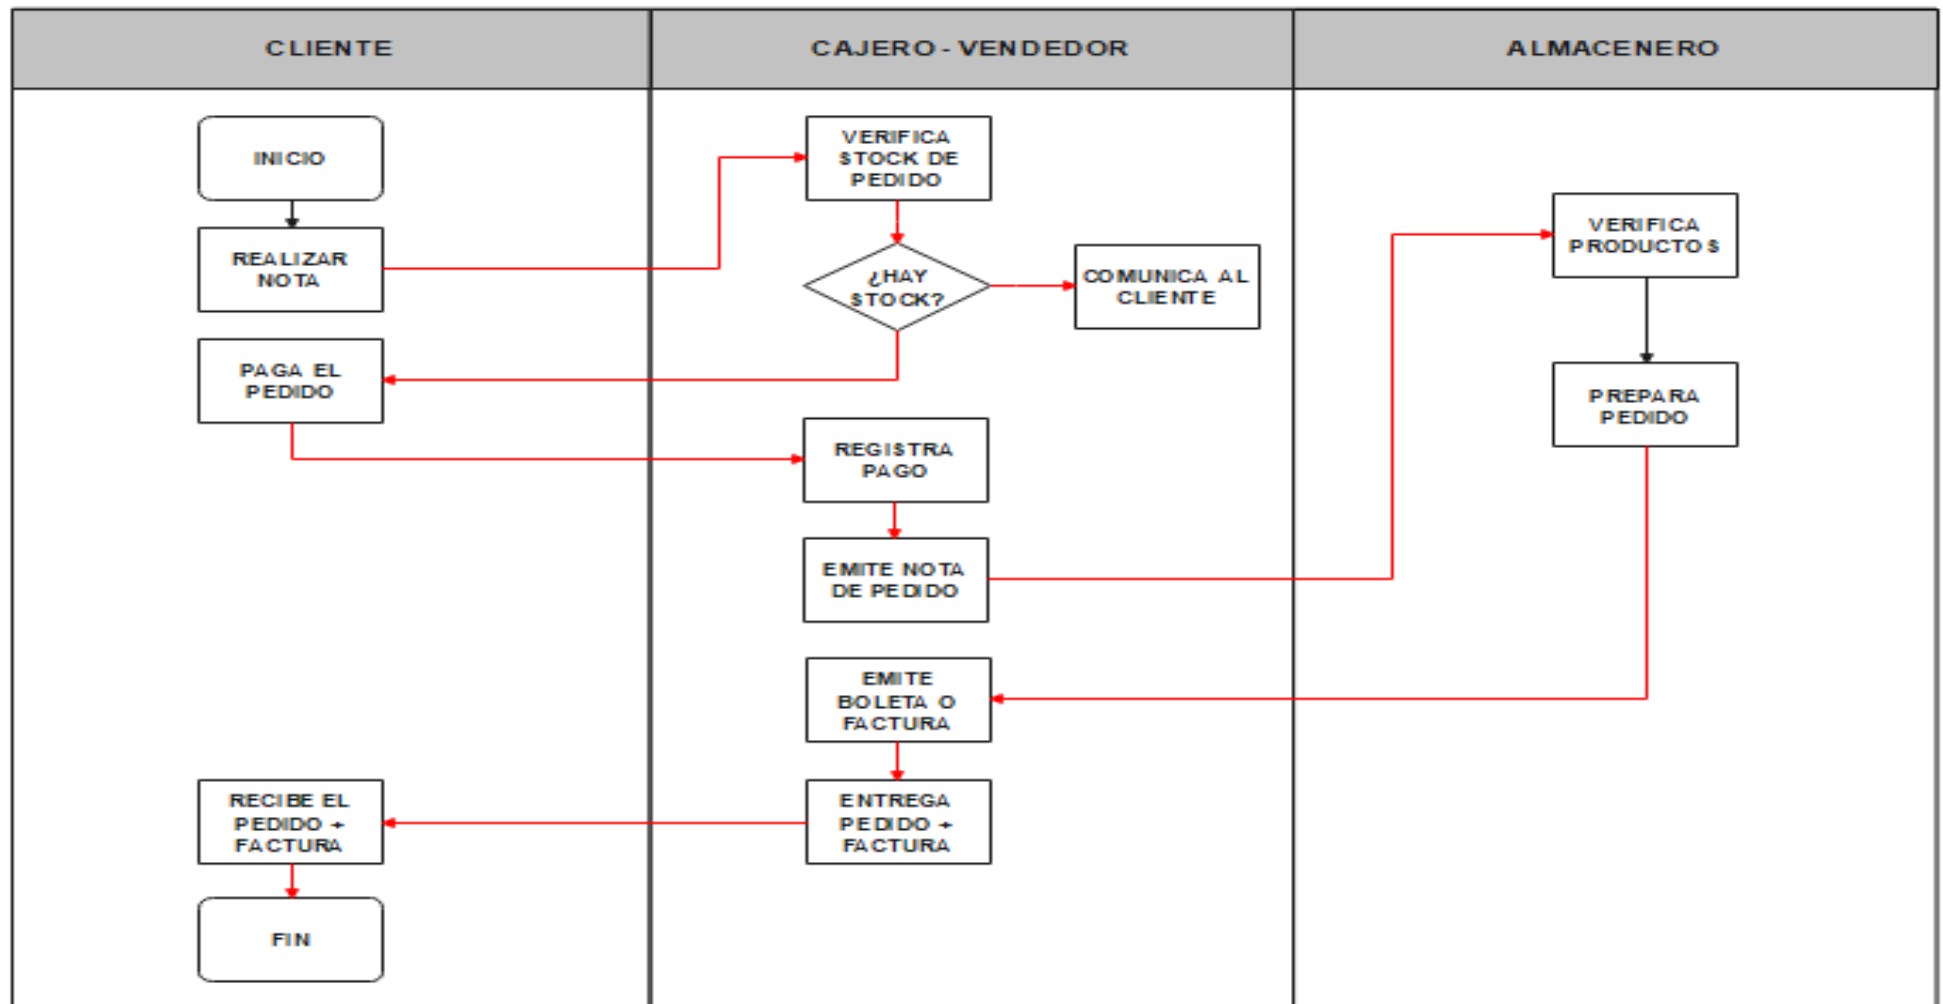 CLIENTE
CAJERO - VENDEDOR
ALMACENERO
INICIO
REALIZAR
NOTA
VERIFICA
STOCK DE
PEDIDO
¿HAY
STOCK?
COMUNICA AL
CLIENTE
PAGA EL
PEDIDO
REGISTRA
PAGO
EMITE NOTA
DE PEDIDO
VERIFICA
PRODUCTOS
PREPARA
PEDIDO
EMITE
BOLETA O
FACTURA
ENTREGA
PEDIDO +
FACTURA
RECIBE EL
PEDIDO +
FACTURA
FIN